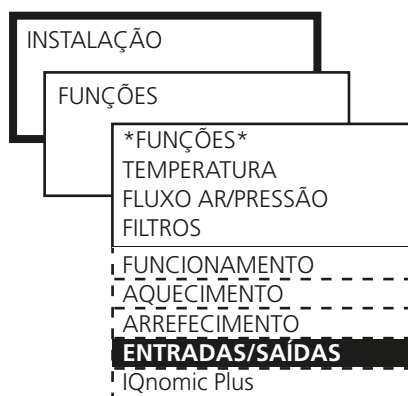 INSTALAÇÃO
FUNÇÕES
*FUNÇÕES*
TEMPERATURA
FLUXO AR/PRESSÃO
FILTROS
FUNCIONAMENTO
AQUECIMENTO
ARREFECIMENTO
ENTRADAS/SAÍDAS
IQnomic Plus